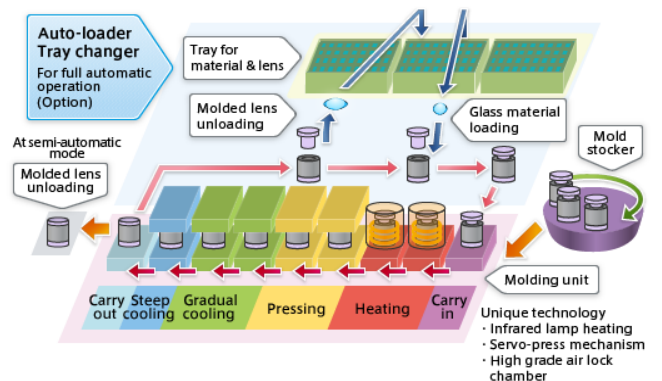 Auto-loader
Tray changer
For full automatic
operation
(Option)
Tray for
material & lens
Molded lens
unloading
Glass material
loading
Mold
stocker
At semi-automatic
mode
Molded lens
unloading
Molding unit
Carry
out
Steep
cooling
Gradual
cooling
Pressing
Heating
Carry
in
Unique technology
・Infrared lamp heating
・Servo-press mechanism
・High grade air lock
chamber